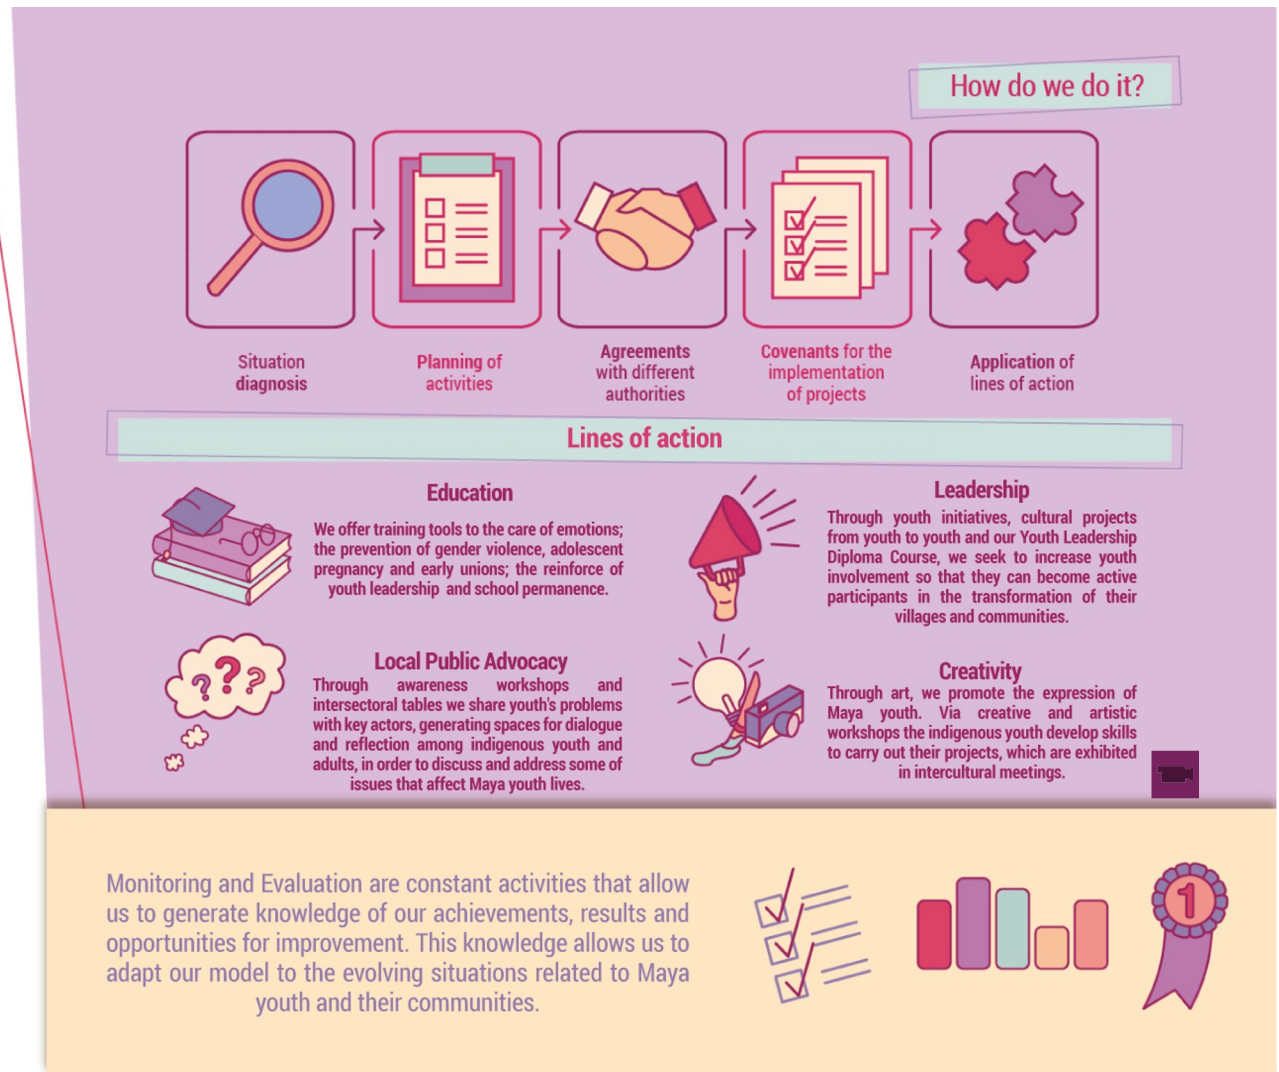 How do we do it?
Situation
diagnosis
Planning of
activities
Agreements
with different
authorities
Covenants for the
implementation
of projects
Application of
lines of action
Lines of action
Education
We offer training tools to the care of emotions;
the prevention of gender violence, adolescent
pregnancy and early unions; the reinforce of
youth leadership and school permanence.
Leadership
Through youth initiatives, cultural projects
from youth to youth and our Youth Leadership
Diploma Course, we seek to increase youth
involvement so that they can become active
participants in the transformation of their
villages and communities.
? ? ?
Local Public Advocacy
Through awareness workshops and
intersectoral tables we share youth's problems
with key actors, generating spaces for dialogue
and reflection among indigenous youth and
adults, in order to discuss and address some of
issues that affect Maya youth lives.
Creativity
Through art, we promote the expression of
Maya youth. Via creative and artistic
workshops the indigenous youth develop skills
to carry out their projects, which are exhibited
in intercultural meetings.
Monitoring and Evaluation are constant activities that allow
us to generate knowledge of our achievements, results and
opportunities for improvement. This knowledge allows us to
adapt our model to the evolving situations related to Maya
youth and their communities.
1